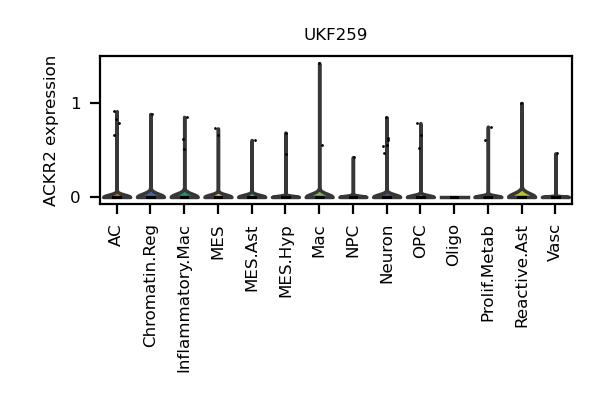 UKF259
ACKR2 expression
1
0
AC
Chromatin.Reg
Inflammatory.Mac
MES
MES.Ast
MES.Hyp
Mac
NPC
Neuron
OPC
Oligo
Prolif.Metab
Reactive.Ast
Vasc